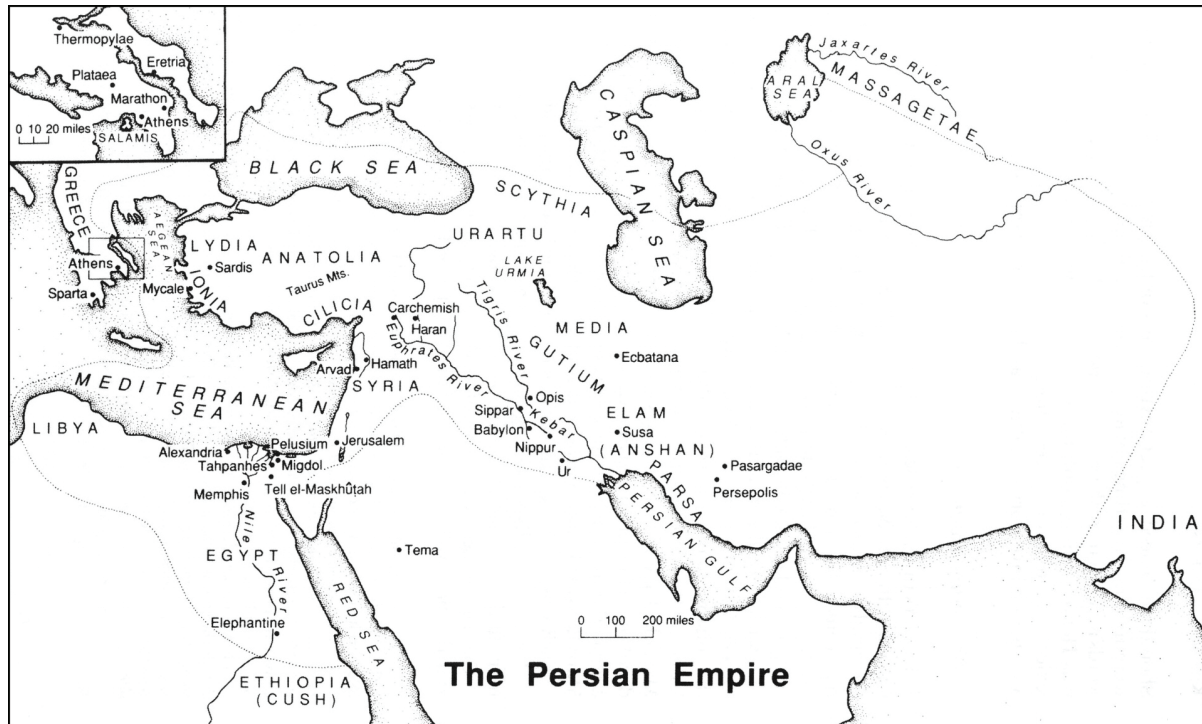 Thermopylae
Eretria
Plataea
Marathon
Athens
0 10 20 miles
SALAMIS
Jaxartes River
ARAL
SEA
MASSAGETAE
Oxus River
CASPIAN SEA
BLACK SEA
SCYTHIA
GREECE
AEGEAN
SEA
LYDIA
ANATOLIA
URARTU
Sardis
LAKE
URMIA
Athens
Taurus Mts.
Sparta
Mycale
IONIA
CILICIA
Carchemish
Haran
Tigris River
MEDIA
GUTIUM
Ecbatana
Euphrates River
Arvad
Hamath
SYRIA
MEDITERRANEAN
SEA
Opis
Sippar
Kebar
ELAM
LIBYA
Babylon
Susa
Pelusium
Jerusalem
Nippur
(ANSHAN)
Alexandria
Tahpanhes
Migdol
Ur
PARSA
Pasargadae
Memphis
Tell el-Maskhûṭah
Persepolis
PERSIAN GULF
INDIA
Nile River
EGYPT
Tema
RED SEA
Elephantine
0 100 200 miles
ETHIOPIA
(CUSH)
The Persian Empire